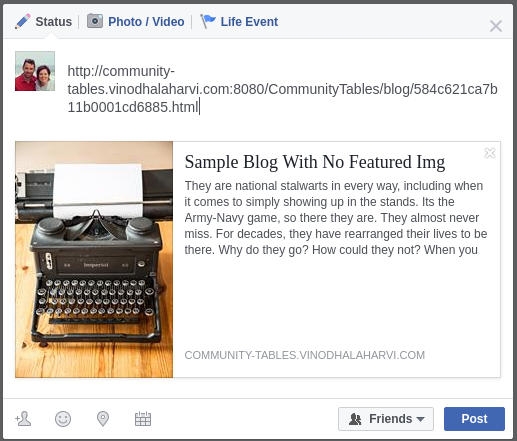 Status
Photo / Video
Life Event
http://community-
tables.vinodhalaharvi.com:8080/CommunityTables/blog/584c621ca7b
11b0001cd6885.html
Sample Blog With No Featured Img
They are national stalwarts in every way, including when
it comes to simply showing up in the stands. Its the
Army-Navy game, so there they are. They almost never
miss. For decades, they have rearranged their lives to be
there. Why do they go? How could they not? When you
Imperial
COMMUNITY-TABLES.VINODHALAHARVI.COM
Friends
Post